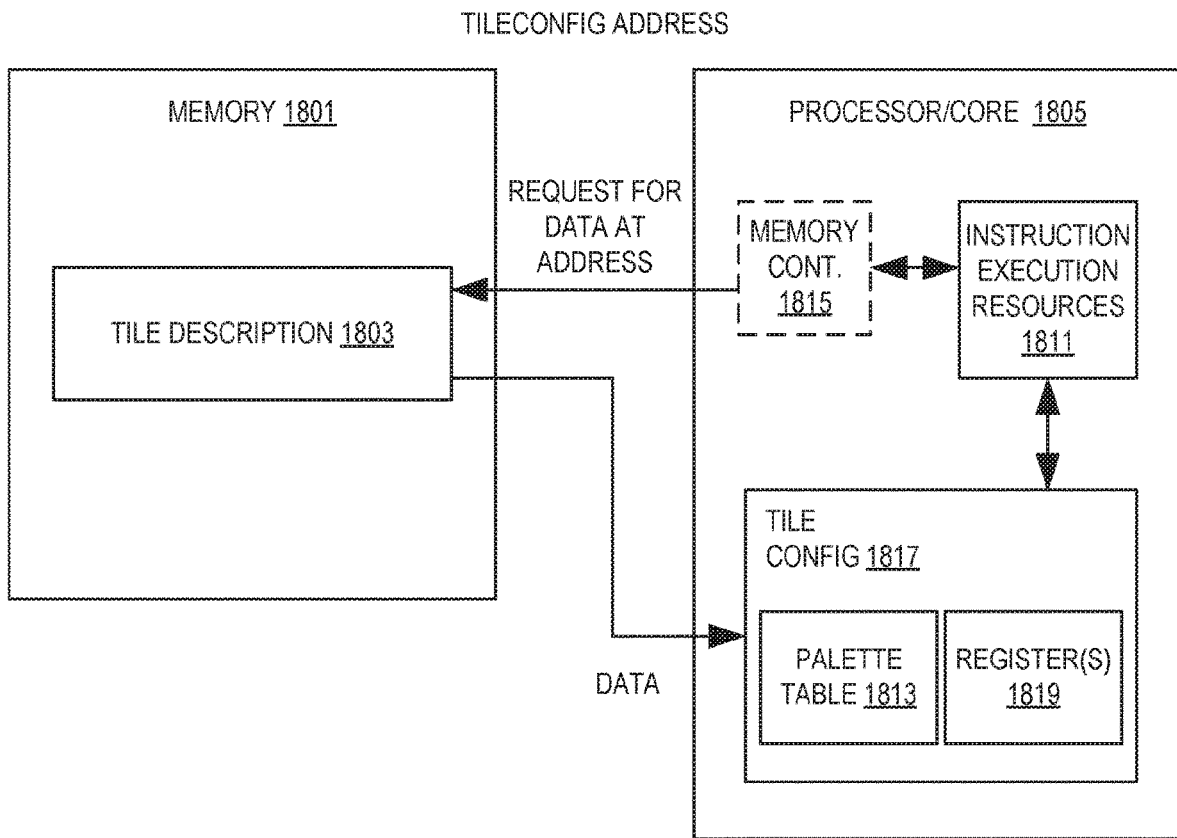 TILECONFIG ADDRESS
MEMORY 1801
PROCESSOR/CORE 1805
REQUEST FOR
DATA AT
ADDRESS
MEMORY
CONT.
1815
INSTRUCTION
EXECUTION
RESOURCES
1811
TILE DESCRIPTION 1803
TILE
CONFIG 1817
PALETTE
TABLE 1813
REGISTER(S)
1819
DATA